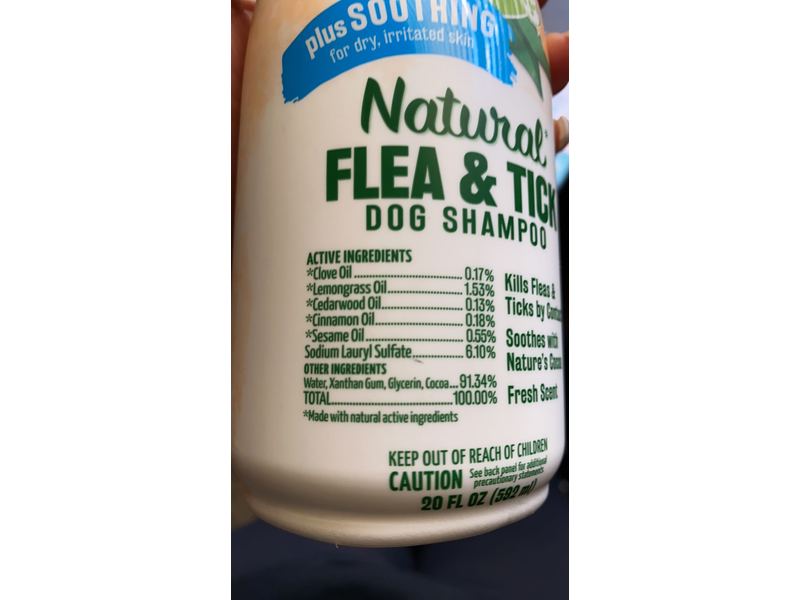 plus SOOTHING
for dry, irritated skin
Natural*
FLEA & TICK
DOG SHAMPOO
ACTIVE INGREDIENTS
*Clove Oil.......................................0.17%
*Lemongrass Oil...........................1.53%
*Cedarwood Oil.............................0.13%
*Cinnamon Oil................................0.18%
*Sesame Oil....................................0.55%
Sodium Lauryl Sulfate..................6.10%
OTHER INGREDIENTS
Water, Xanthan Gum, Glycerin, Cocoa...91.34%
TOTAL............................................100.00%
*Made with natural active ingredients
Kills Fleas &
Ticks by
Soothes with
Nature's
Fresh Scent
KEEP OUT OF REACH OF CHILDREN
CAUTION See back panel for additional
precautionary statements
20 FL OZ (592 ml)